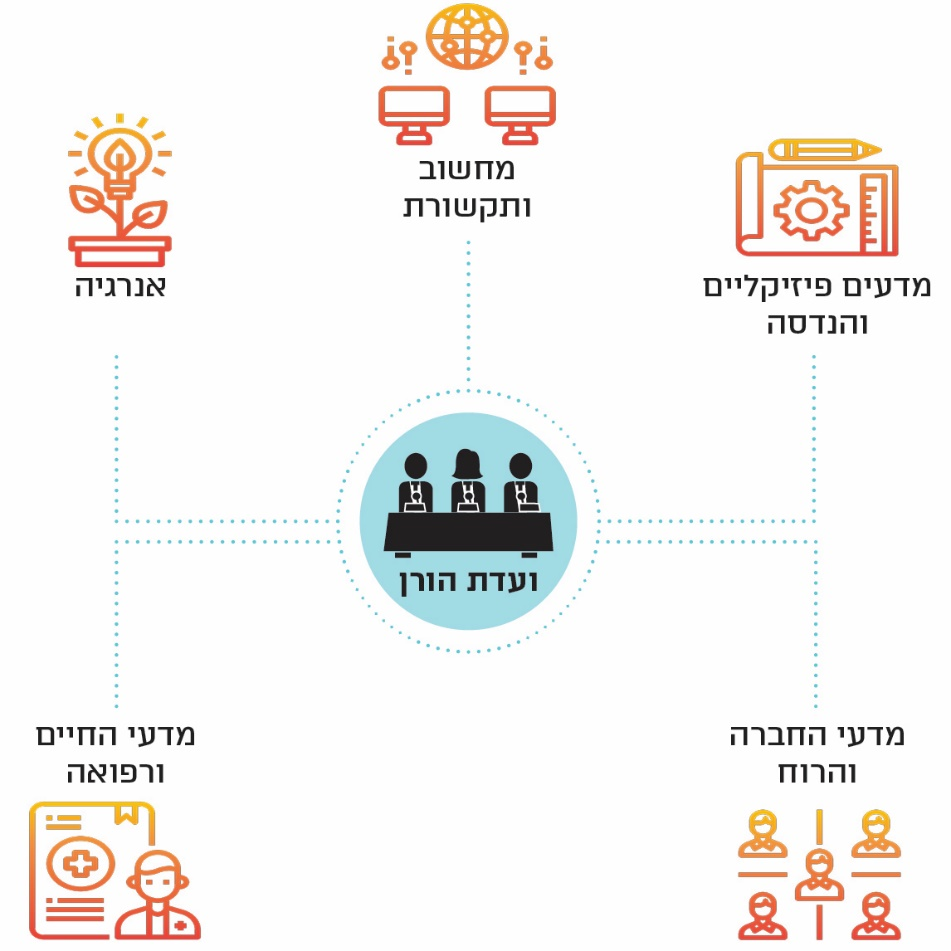 מחשוב
ותקשורת
מדעים פיזיקליים
והנדסה
אנרגיה
ועדת הורן
מדעי החברה
והרוח
מדעי החיים
ורפואה